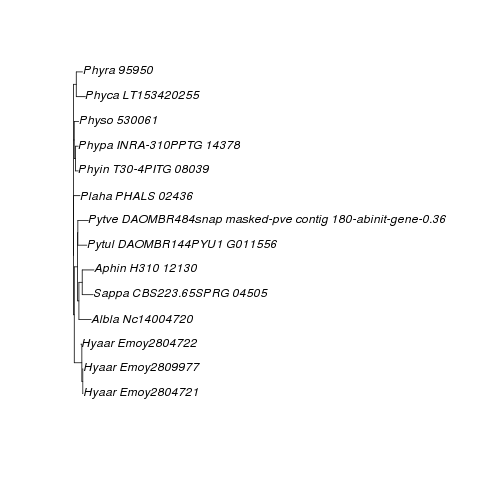 Phyra 95950
Phyca LT153420255
Physo 530061
Phypa INRA-310PPTG 14378
Phyin T30-4PITG 08039
Plaha PHALS 02436
Pytve DAOMBR484snap masked-pve contig 180-abinit-gene-0.36
Pytul DAOMBR144PYU1 G011556
Aphin H310 12130
Sappa CBS223.65SPRG 04505
Albla Nc14004720
Hyaar Emoy2804722
Hyaar Emoy2809977
Hyaar Emoy2804721